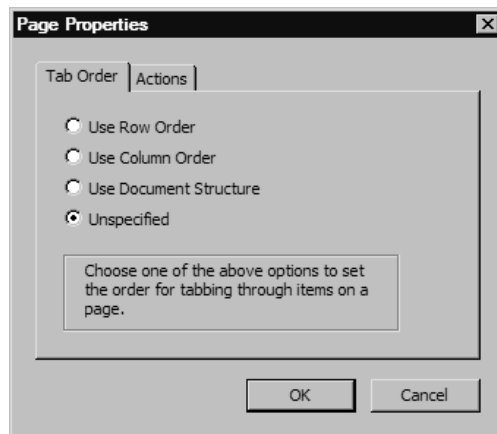 Page Properties
Tab Order
Actions
Use Row Order
Use Column Order
Use Document Structure
Unspecified
Choose one of the above options to set
the order for tabbing through items on a
page.
OK
Cancel